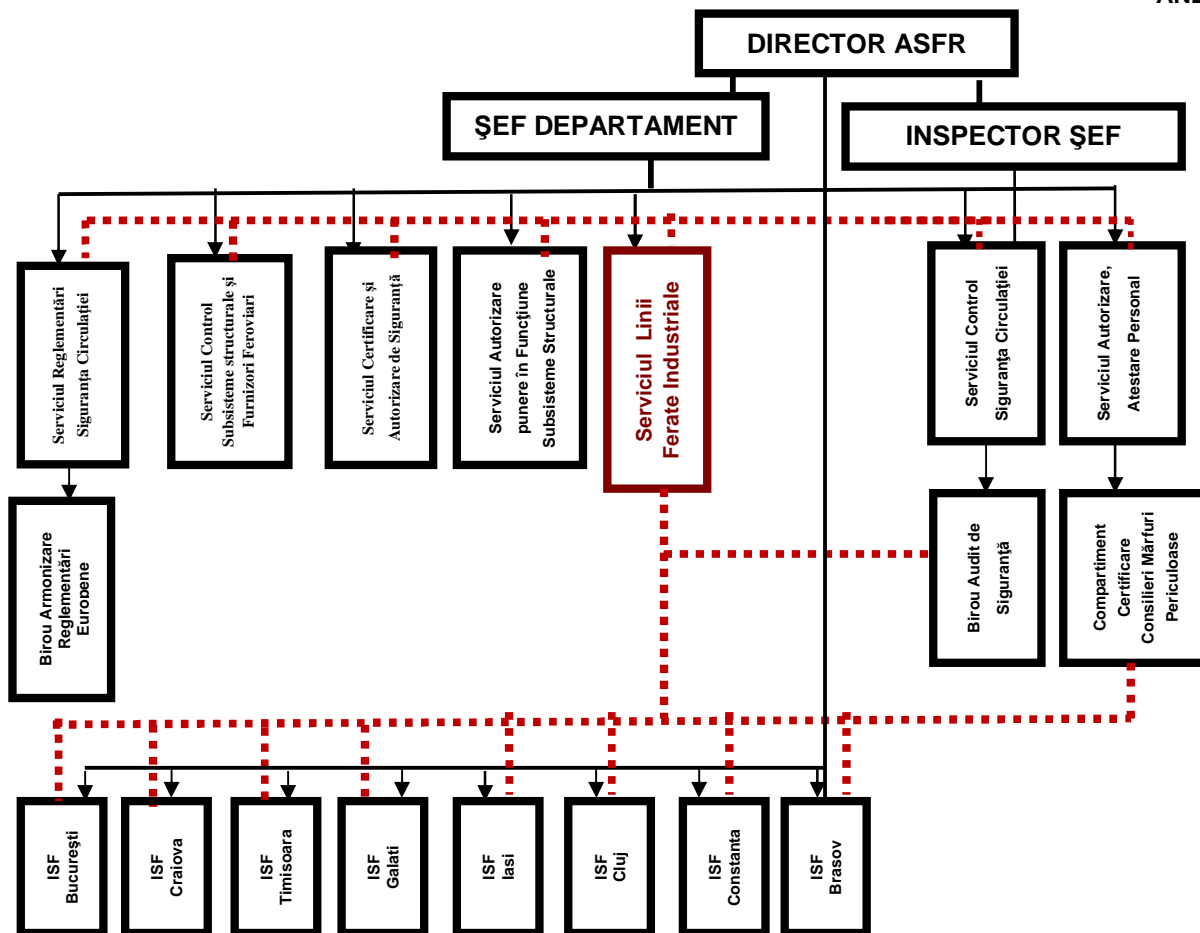 DIRECTOR ASFR
ŞEF DEPARTAMENT
INSPECTOR ŞEF
Serviciul Reglementări
Siguranţa Circulaţiei
Serviciul Control
Subsisteme structurale şi
Furnizori Feroviari
Serviciul Certificare şi
Autorizare de Siguranţă
Serviciul Autorizare
punere în Funcţiune
Subsisteme Structurale
Serviciul Linii
Ferate Industriale
Serviciul Control
Siguranţa Circulaţiei
Serviciul Autorizare,
Atestare Personal
Birou Armonizare
Reglementări
Europene
Birou Audit de
Siguranţă
Compartiment
Certificare
Consilieri Mărfuri
Periculoase
ISF
Bucureşti
ISF
Craiova
ISF
Timisoara
ISF
Galati
ISF
Iasi
ISF
Cluj
ISF
Constanta
ISF
Brasov